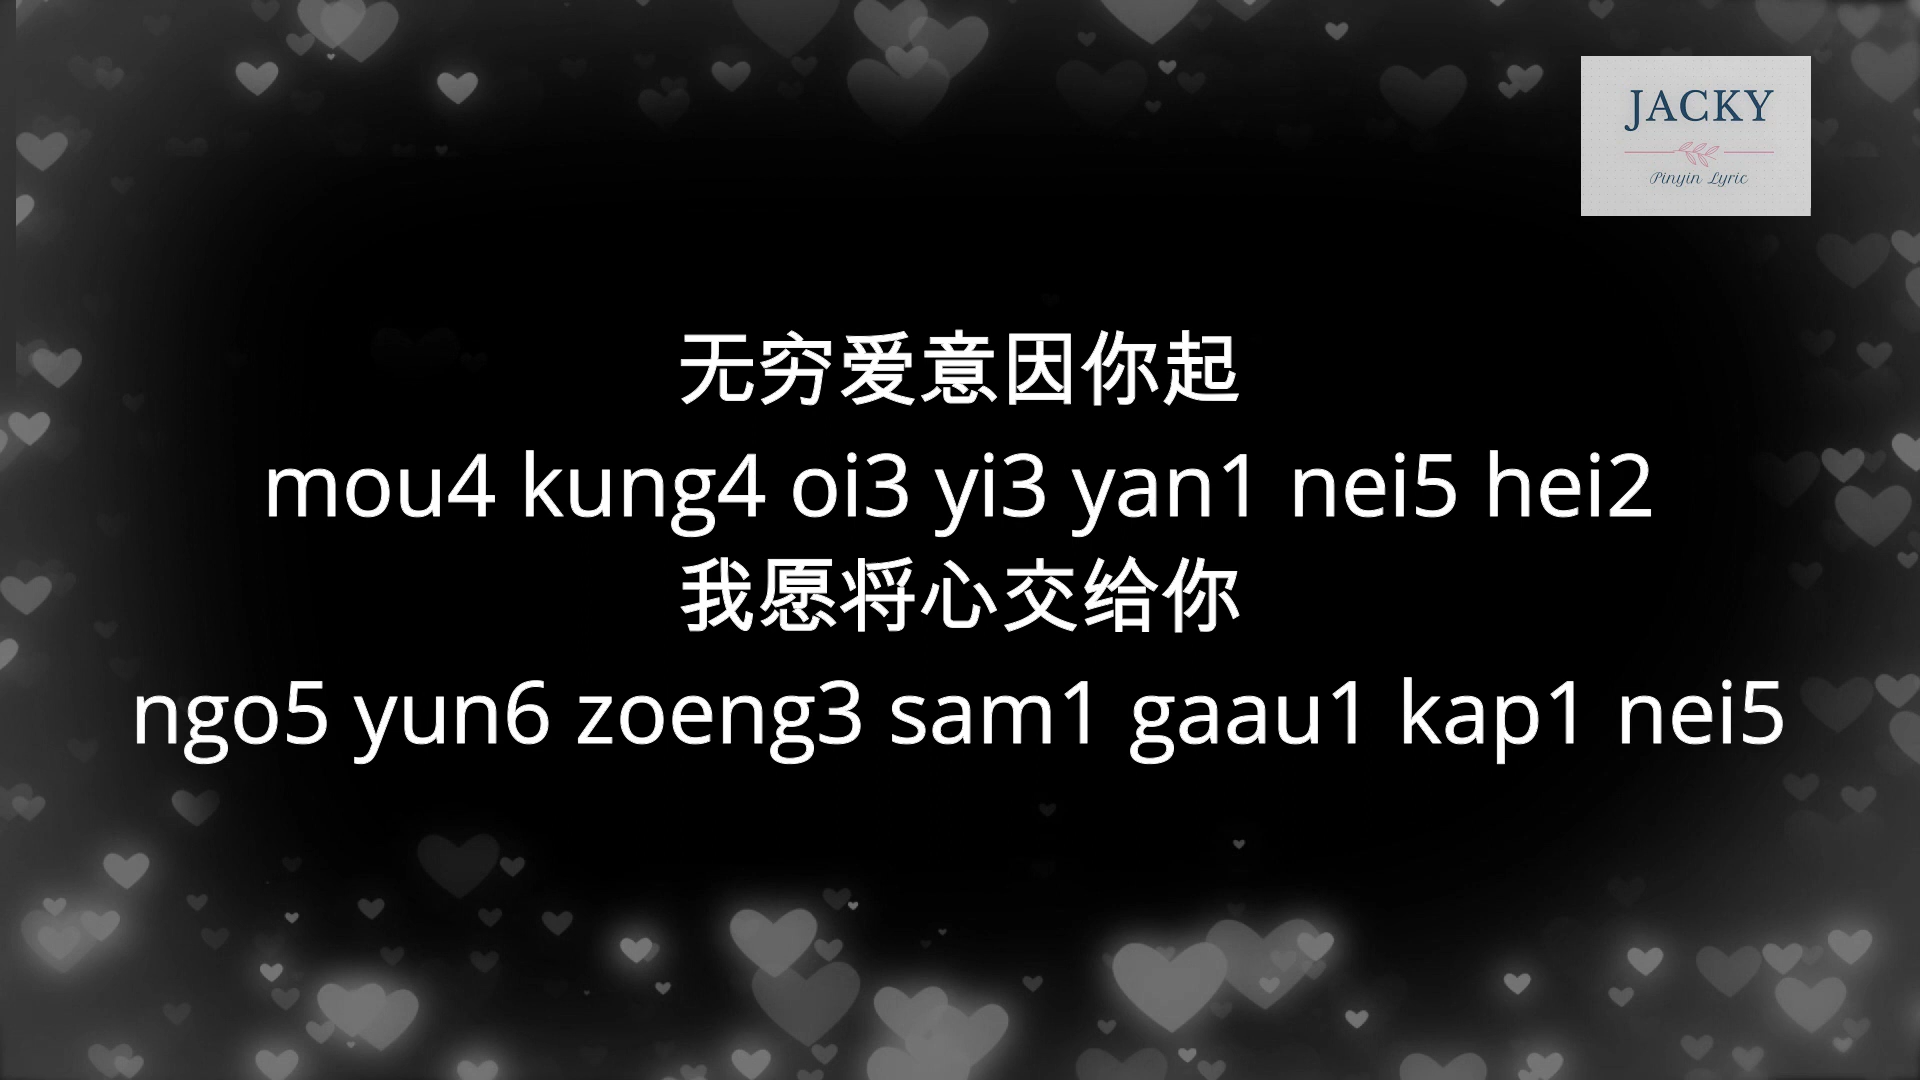 JACKY
Pinyin Lyric
无穷爱意因你起
mou4 kung4 oi3 yi3 yan1 nei5 hei2
我愿将心交给你
ngo5 yun6 zoeng3 sam1 gaau1 kap1 nei5